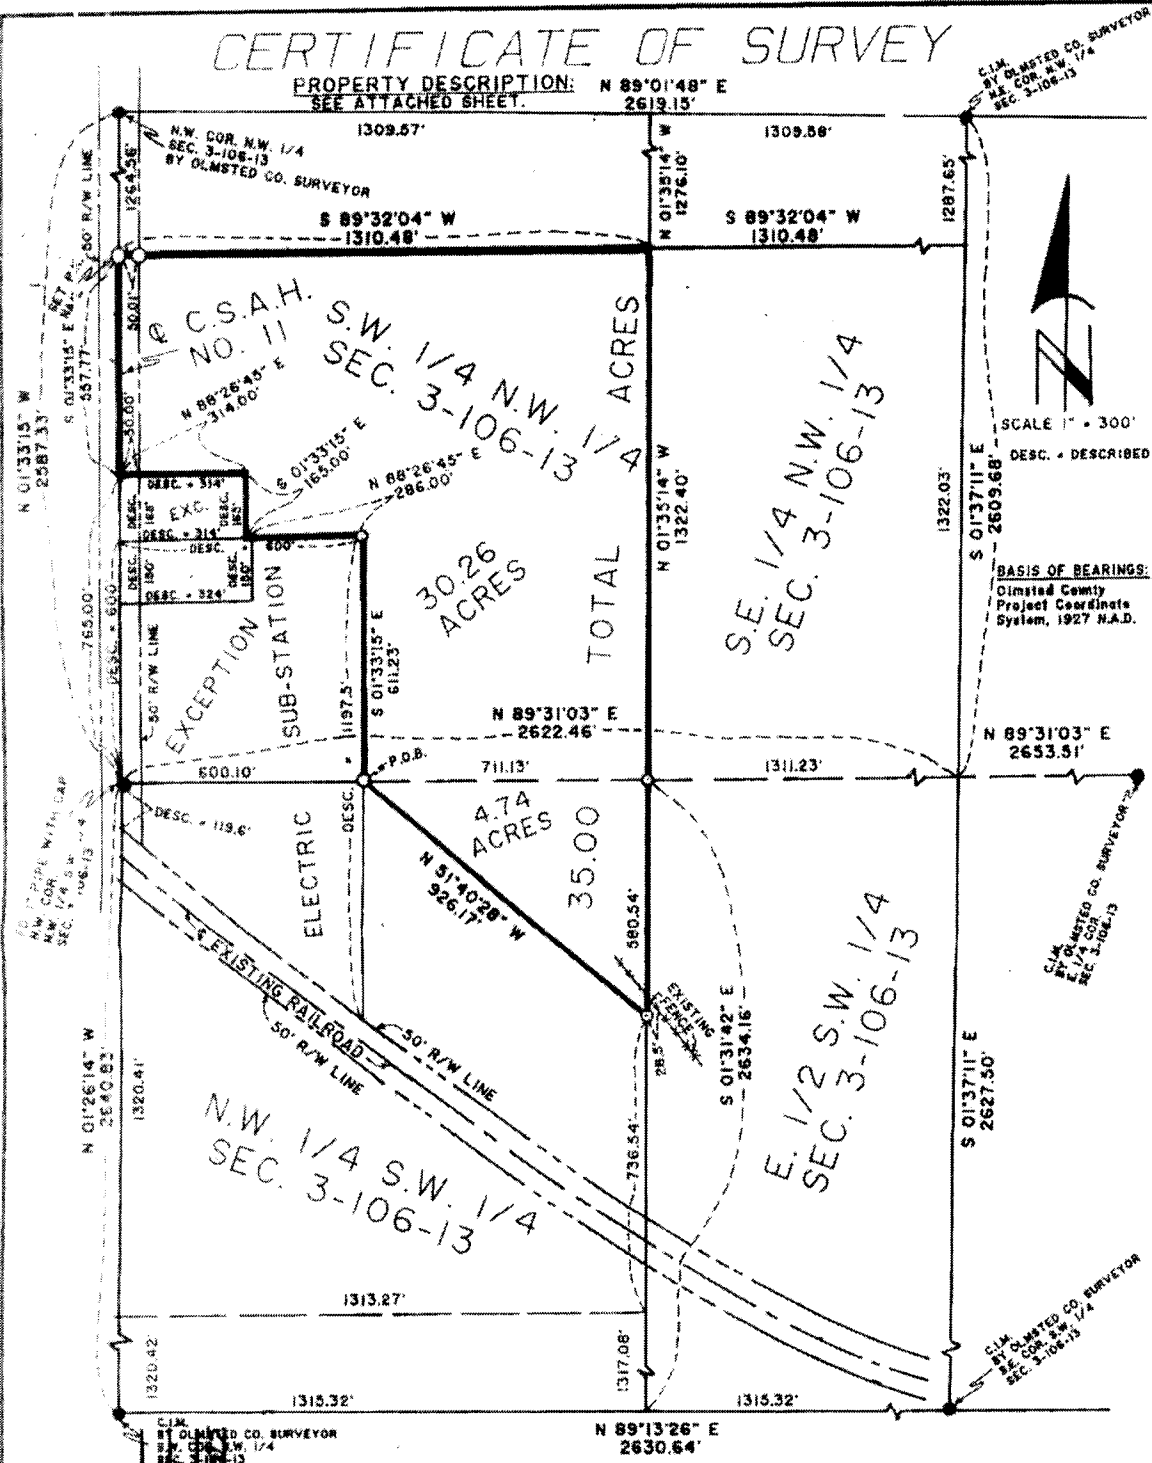 CERTIFICATE OF SURVEY
PROPERTY DESCRIPTION:
SEE ATTACHED SHEET.
N 89°01'48" E
2619.15'
1309.57'
1309.58'
C.I.M.
BY OLMSTED CO. SURVEYOR
N.E. COR. N.W. 1/4
SEC. 3-106-13
N.W. COR. N.W. 1/4
SEC. 3-106-13
BY OLMSTED CO. SURVEYOR
50' R/W LINE
1264.56'
N 01°35'14" W
1276.10'
1287.65'
S 89°32'04" W
1310.48'
S 89°32'04" W
1310.48'
50.01'
℄ C.S.A.H.
NO. 11
S.W. 1/4 N.W. 1/4
SEC. 3-106-13
S 01°33'15" E
557.77'
N 01°33'15" W
2587.33'
50.00'
N 88°26'45" E
314.00'
S 01°33'15" E
165.00'
N 88°26'45" E
286.00'
SCALE 1" = 300'
DESC. = DESCRIBED
DESC. = 314'
DESC.
165'
EXC.
DESC.
165'
DESC. = 314'
DESC. = 600'
DESC.
180'
DESC.
180'
DESC. = 324'
765.00'
DESC. = 600'
50' R/W LINE
EXCEPTION
SUB-STATION
ELECTRIC
DESC. = 1197.5'
S 01°33'15" E
611.23'
30.26
ACRES
35.00 TOTAL ACRES
N 01°35'14" W
1322.40'
S.E. 1/4 N.W. 1/4
SEC. 3-106-13
1322.03'
S 01°37'11" E
2609.68'
BASIS OF BEARINGS:
Olmsted County
Project Coordinate
System, 1927 N.A.D.
N 89°31'03" E
2622.46'
N 89°31'03" E
2653.51'
600.10'
P.O.B.
711.13'
1311.23'
4.74
ACRES
DESC. = 119.6'
N 51°40'28" W
926.17'
580.54'
EXISTING
FENCE
28.5'
S 01°31'42" E
2634.16'
C.I.M.
BY OLMSTED CO. SURVEYOR
E. 1/4 COR.
SEC. 3-106-13
℄ EXISTING RAILROAD
50' R/W LINE
50' R/W LINE
N 01°26'14" W
2640.83'
1320.41'
N.W. 1/4 S.W. 1/4
SEC. 3-106-13
736.54'
E. 1/2 S.W. 1/4
SEC. 3-106-13
S 01°37'11" E
2627.50'
1313.27'
1320.42'
1317.08'
1315.32'
1315.32'
N 89°13'26" E
2630.64'
C.I.M.
BY OLMSTED CO. SURVEYOR
S.E. COR. S.W. 1/4
SEC. 3-106-13
C.I.M.
BY OLMSTED CO. SURVEYOR
1/4
SEC. 3-106-13